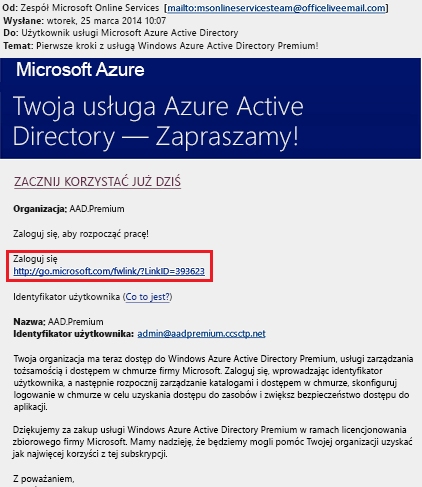 Od: Zespół Microsoft Online Services [mailto:msonlineservicesteam@officeliveemail.com]
Wysłane: wtorek, 25 marca 2014 10:07
Do: Użytkownik usługi Microsoft Azure Active Directory
Temat: Pierwsze kroki z usługą Windows Azure Active Directory Premium!
Microsoft Azure
Twoja usługa Azure Active
Directory — Zapraszamy!
ZACZNIJ KORZYSTAĆ JUŻ DZIŚ
Organizacja: AAD.Premium
Zaloguj się, aby rozpocząć pracę!
Zaloguj się
http://go.microsoft.com/fwlink/?LinkID=393623
Identyfikator użytkownika (Co to jest?)
Nazwa: AAD.Premium
Identyfikator użytkownika: admin@aadpremium.ccsctp.net
Twoja organizacja ma teraz dostęp do Windows Azure Active Directory Premium, usługi zarządzania
tożsamością i dostępem w chmurze firmy Microsoft. Zaloguj się, wprowadzając identyfikator
użytkownika, a następnie rozpocznij zarządzanie katalogami i dostępem w chmurze, skonfiguruj
logowanie w chmurze w celu uzyskania dostępu do zasobów i zwiększ bezpieczeństwo dostępu do
aplikacji.
Dziękujemy za zakup usługi Windows Azure Active Directory Premium w ramach licencjonowania
zbiorowego firmy Microsoft. Mamy nadzieję, że będziemy mogli pomóc Twojej organizacji uzyskać
jak najwięcej korzyści z tej subskrypcji.
Z poważaniem,